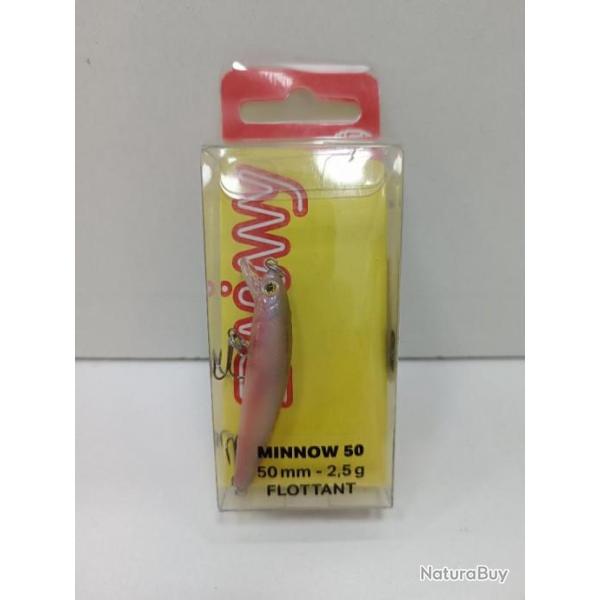 MINNOW 50
50 mm - 2,5 g
FLOTTANT
NaturaBuy